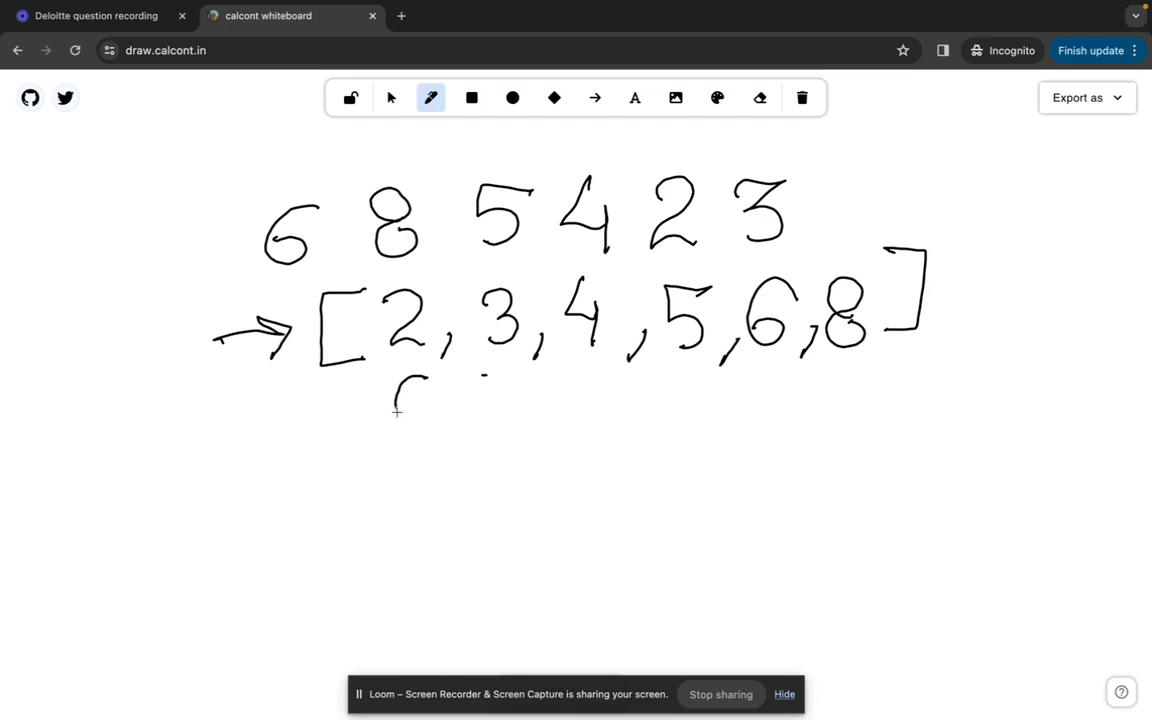 Deloitte question recording
calcont whiteboard
draw.calcont.in
Incognito
Finish update
A
Export as
6 8 5 4 2 3
[2, 3, 4, 5, 6, 8]
Loom – Screen Recorder & Screen Capture is sharing your screen.
Stop sharing
Hide